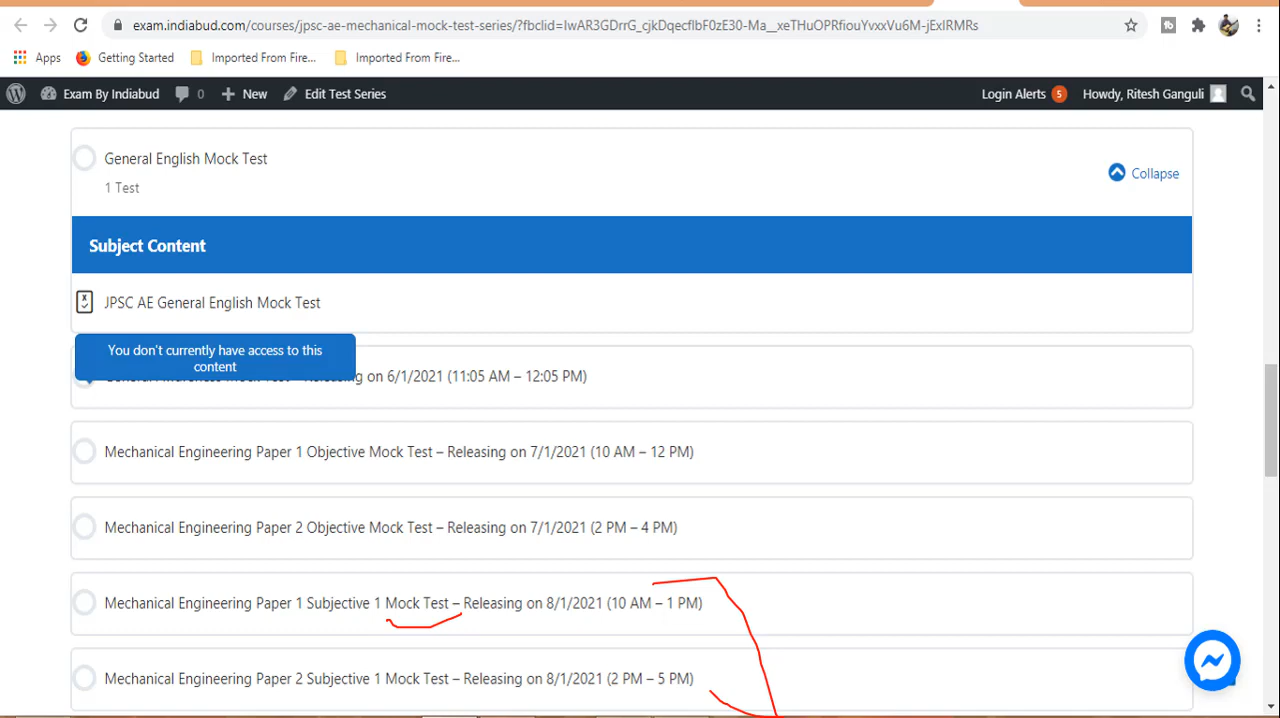 exam.indiabud.com/courses/jpsc-ae-mechanical-mock-test-series/?fbclid=IwAR3GDrrG_cjkDqecfIbF0zE30-Ma__xeTHuOPRfiouYvxxVu6M-jExIRMRs
Apps Getting Started Imported From Fire... Imported From Fire...
Exam By Indiabud 0 New Edit Test Series Login Alerts 5 Howdy, Ritesh Ganguli
General English Mock Test
1 Test
Collapse
Subject Content
JPSC AE General English Mock Test
You don't currently have access to this
content
on 6/1/2021 (11:05 AM – 12:05 PM)
Mechanical Engineering Paper 1 Objective Mock Test – Releasing on 7/1/2021 (10 AM – 12 PM)
Mechanical Engineering Paper 2 Objective Mock Test – Releasing on 7/1/2021 (2 PM – 4 PM)
Mechanical Engineering Paper 1 Subjective 1 Mock Test – Releasing on 8/1/2021 (10 AM – 1 PM)
Mechanical Engineering Paper 2 Subjective 1 Mock Test – Releasing on 8/1/2021 (2 PM – 5 PM)